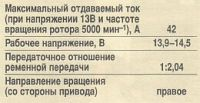 Максимальный отдаваемый ток
(при напряжении 13В и частоте
вращения ротора 5000 мин⁻¹), А 42
Рабочее напряжение, В 13,9–14,5
Передаточное отношение
ременной передачи 1:2,04
Направление вращения
(со стороны привода) правое